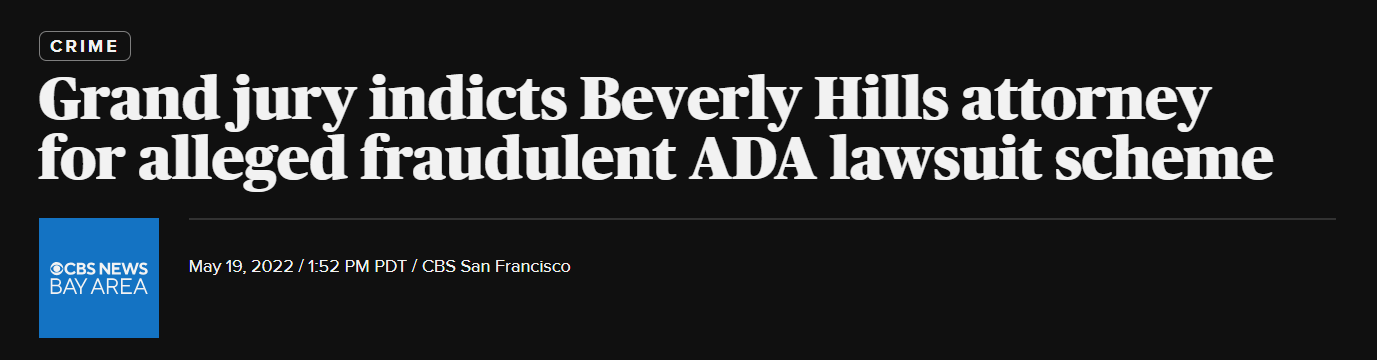 CRIME
Grand jury indicts Beverly Hills attorney
for alleged fraudulent ADA lawsuit scheme
CBS NEWS
BAY AREA
May 19, 2022 / 1:52 PM PDT / CBS San Francisco